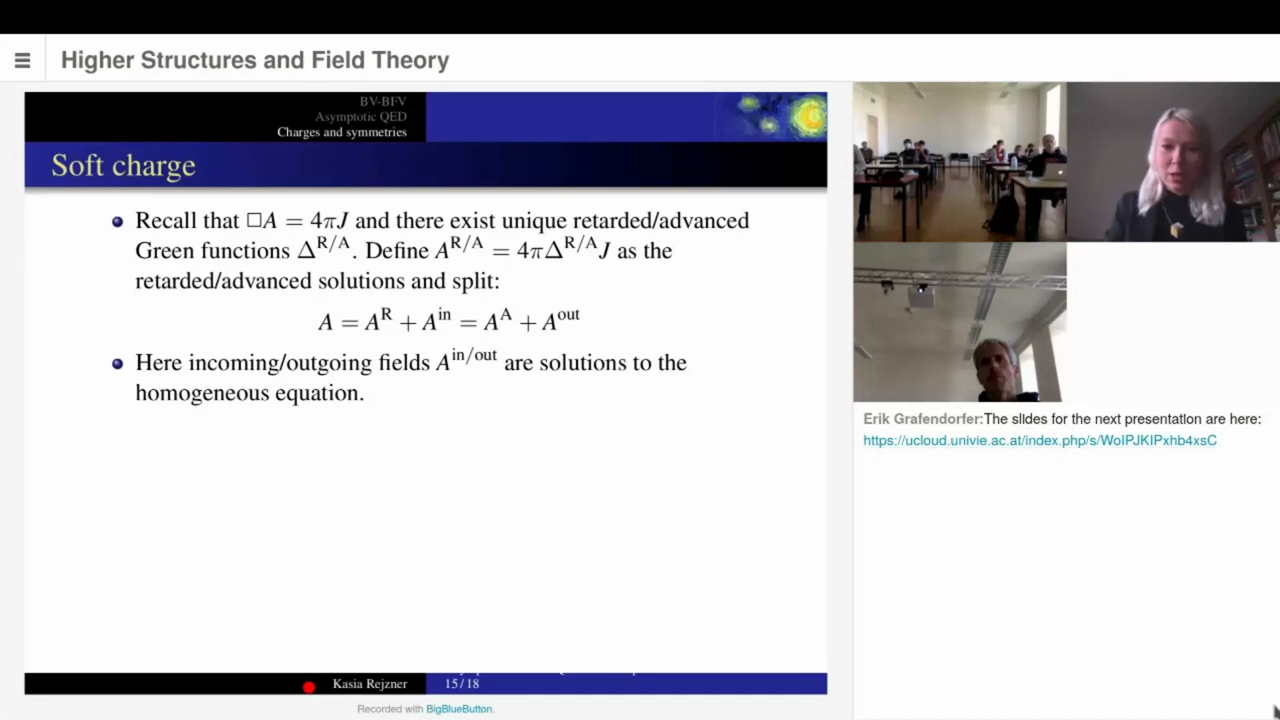 Higher Structures and Field Theory
BV-BFV
Asymptotic QED
Charges and symmetries
Soft charge
Recall that □A = 4πJ and there exist unique retarded/advanced
Green functions Δ^R/A. Define A^R/A = 4πΔ^R/A J as the
retarded/advanced solutions and split:
A = A^R + A^in = A^A + A^out
Here incoming/outgoing fields A^in/out are solutions to the
homogeneous equation.
Kasia Rejzner
15/18
Recorded with BigBlueButton.
Erik Grafendorfer:The slides for the next presentation are here:
https://ucloud.univie.ac.at/index.php/s/WoIPJKIPxhb4xsC